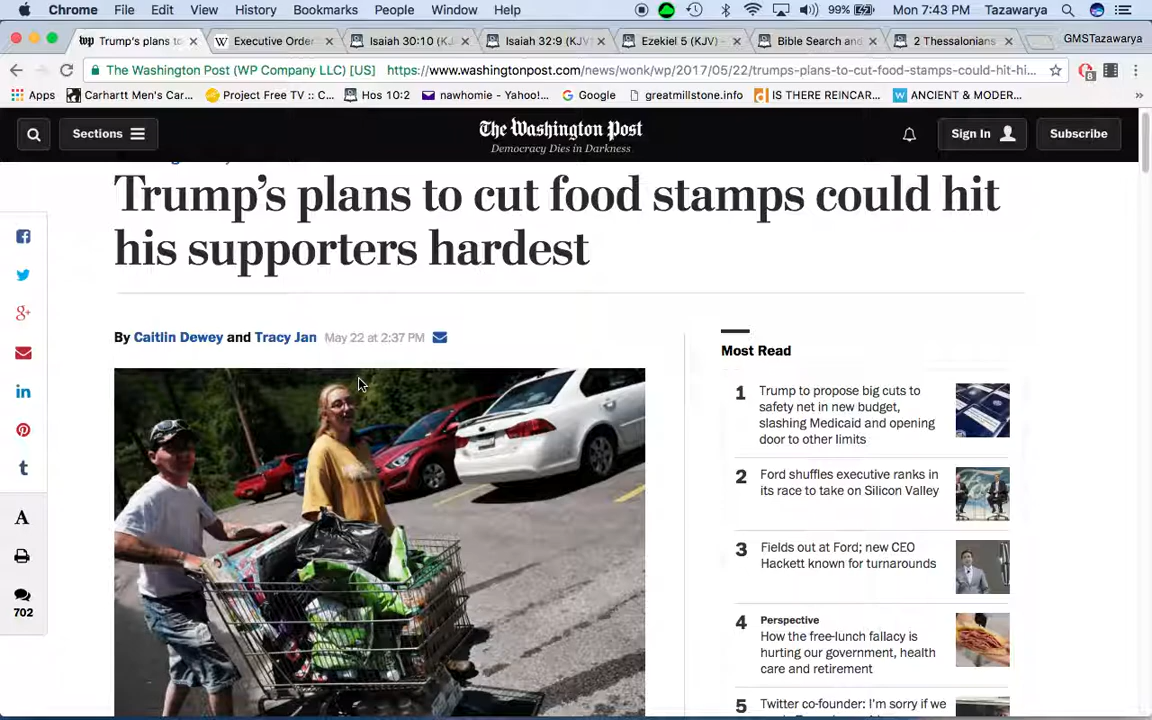 Chrome File Edit View History Bookmarks People Window Help 99% Mon 7:43 PM Tazawarya
wp Trump's plans to W Executive Order Isaiah 30:10 (KJ Isaiah 32:9 (KJV Ezekiel 5 (KJV) – Bible Search and 2 Thessalonians GMSTazawarya
The Washington Post (WP Company LLC) [US] https://www.washingtonpost.com/news/wonk/wp/2017/05/22/trumps-plans-to-cut-food-stamps-could-hit-hi...
Apps Carhartt Men's Car... Project Free TV :: C... Hos 10:2 nawhomie - Yahoo!... Google greatmillstone.info IS THERE REINCAR... ANCIENT & MODER... »
Sections
The Washington Post
Democracy Dies in Darkness
Sign In
Subscribe
Trump's plans to cut food stamps could hit
his supporters hardest
By Caitlin Dewey and Tracy Jan May 22 at 2:37 PM
A
702
Most Read
1 Trump to propose big cuts to
safety net in new budget,
slashing Medicaid and opening
door to other limits
2 Ford shuffles executive ranks in
its race to take on Silicon Valley
3 Fields out at Ford; new CEO
Hackett known for turnarounds
4 Perspective
How the free-lunch fallacy is
hurting our government, health
care and retirement
5 Twitter co-founder: I'm sorry if we